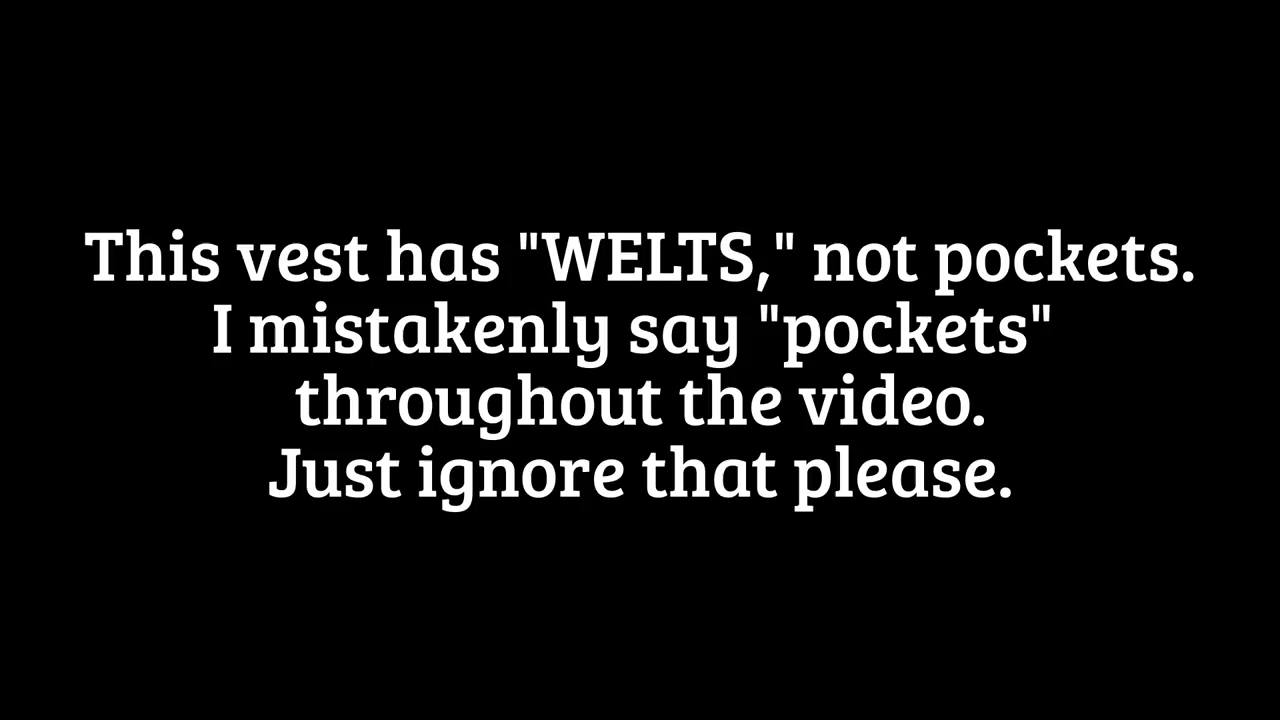 This vest has "WELTS," not pockets.
I mistakenly say "pockets"
throughout the video.
Just ignore that please.